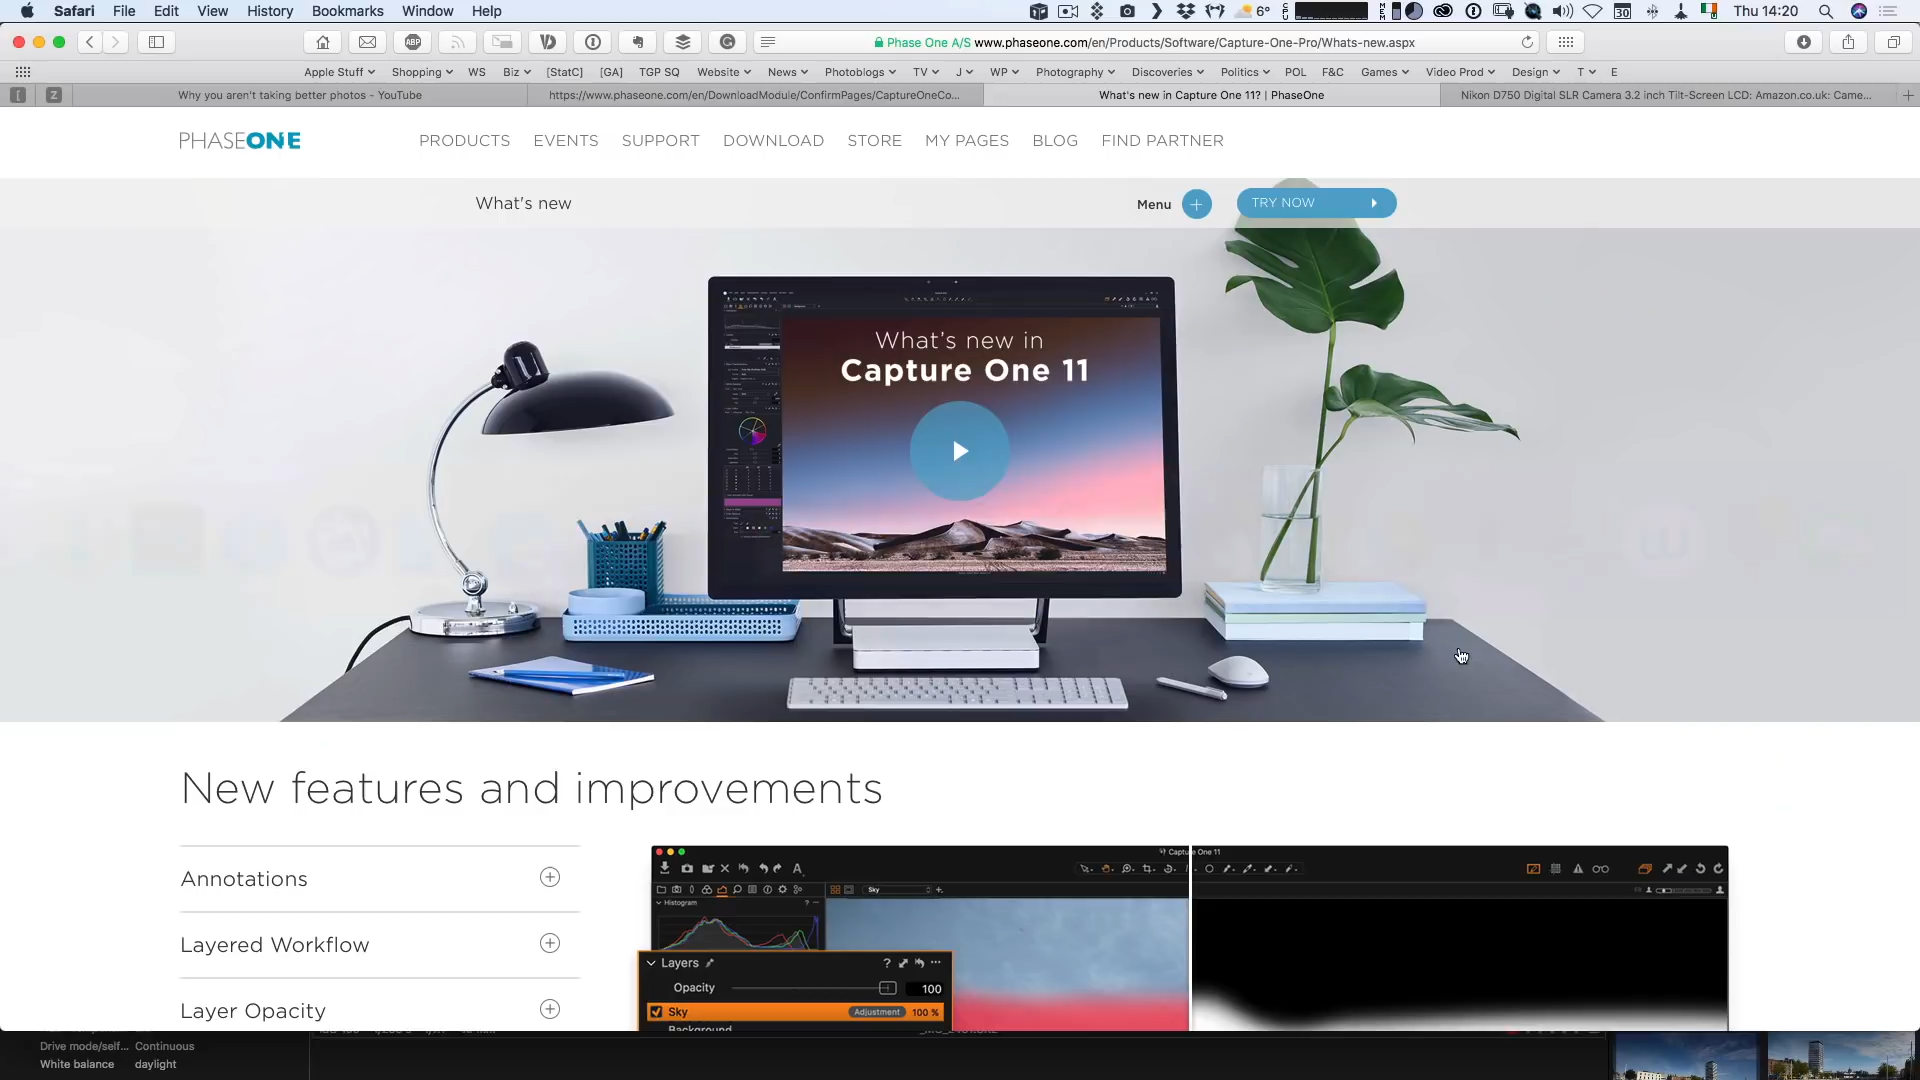 Safari File Edit View History Bookmarks Window Help 6° Thu 14:20
Phase One A/S www.phaseone.com/en/Products/Software/Capture-One-Pro/Whats-new.aspx
Apple Stuff Shopping WS Biz [StatC] [GA] TGP SQ Website News Photoblogs TV J WP Photography Discoveries Politics POL F&C Games Video Prod Design T E
Why you aren't taking better photos - YouTube https://www.phaseone.com/en/DownloadModule/ConfirmPages/CaptureOneCo... What's new in Capture One 11? | PhaseOne Nikon D750 Digital SLR Camera 3.2 inch Tilt-Screen LCD: Amazon.co.uk: Came...
PHASEONE PRODUCTS EVENTS SUPPORT DOWNLOAD STORE MY PAGES BLOG FIND PARTNER
What's new Menu TRY NOW
What's new in
Capture One 11
New features and improvements
Annotations
Layered Workflow
Layer Opacity
Capture One 11
Sky
Histogram
Layers
Opacity 100
Sky Adjustment 100 %
Background
Drive mode/self... Continuous
White balance daylight